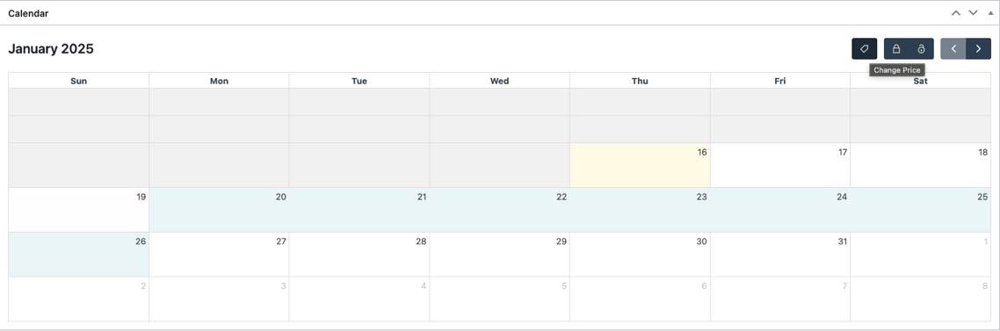 Calendar
January 2025
Change Price
Sun Mon Tue Wed Thu Fri Sat
16 17 18
19 20 21 22 23 24 25
26 27 28 29 30 31 1
2 3 4 5 6 7 8